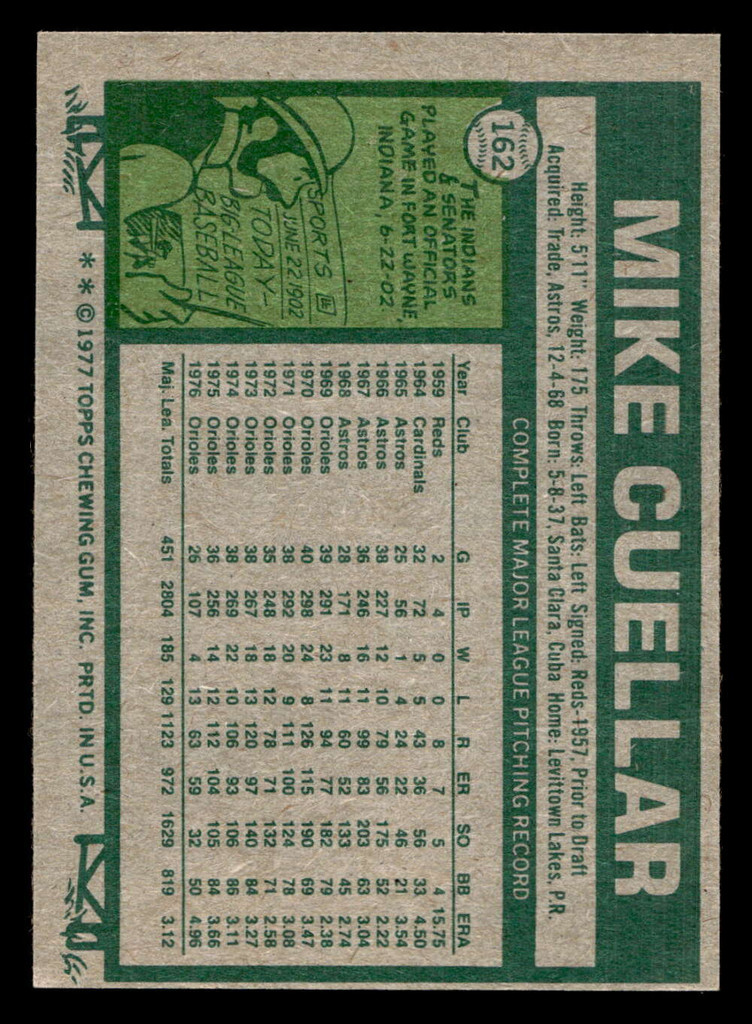 MIKE CUELLAR
Height: 5'11" Weight: 175 Throws: Left Bats: Left Signed: Reds-1957, Prior to Draft
Acquired: Trade, Astros, 12-4-68 Born: 5-8-37, Santa Clara, Cuba Home: Levittown Lakes, P.R.
162
THE INDIANS
& SENATORS
PLAYED AN OFFICIAL
GAME IN FORT WAYNE,
INDIANA, 6-22-02
SPORTS
JUNE 22, 1902
TODAY-
BIG LEAGUE
BASEBALL
COMPLETE MAJOR LEAGUE PITCHING RECORD
Year Club G IP W L R ER SO BB ERA
1959 Reds 2 4 0 0 8 7 5 4 15.75
1964 Cardinals 32 72 5 5 43 36 56 33 4.50
1965 Astros 25 56 1 4 24 22 46 21 3.54
1966 Astros 38 227 12 10 79 56 175 52 2.22
1967 Astros 36 246 16 11 99 83 203 63 3.04
1968 Astros 28 171 8 11 60 52 133 45 2.74
1969 Orioles 39 291 23 11 94 77 182 79 2.38
1970 Orioles 40 298 24 8 126 115 190 69 3.47
1971 Orioles 38 292 20 9 111 100 124 78 3.08
1972 Orioles 35 248 18 12 78 71 132 71 2.58
1973 Orioles 38 267 18 13 120 97 140 84 3.27
1974 Orioles 38 269 22 10 106 93 106 86 3.11
1975 Orioles 36 256 14 12 112 104 105 84 3.66
1976 Orioles 26 107 4 13 63 59 32 50 4.96
Maj. Lea. Totals 451 2804 185 129 1123 972 1629 819 3.12
* * © 1977 TOPPS CHEWING GUM, INC. PRTD. IN U.S.A.